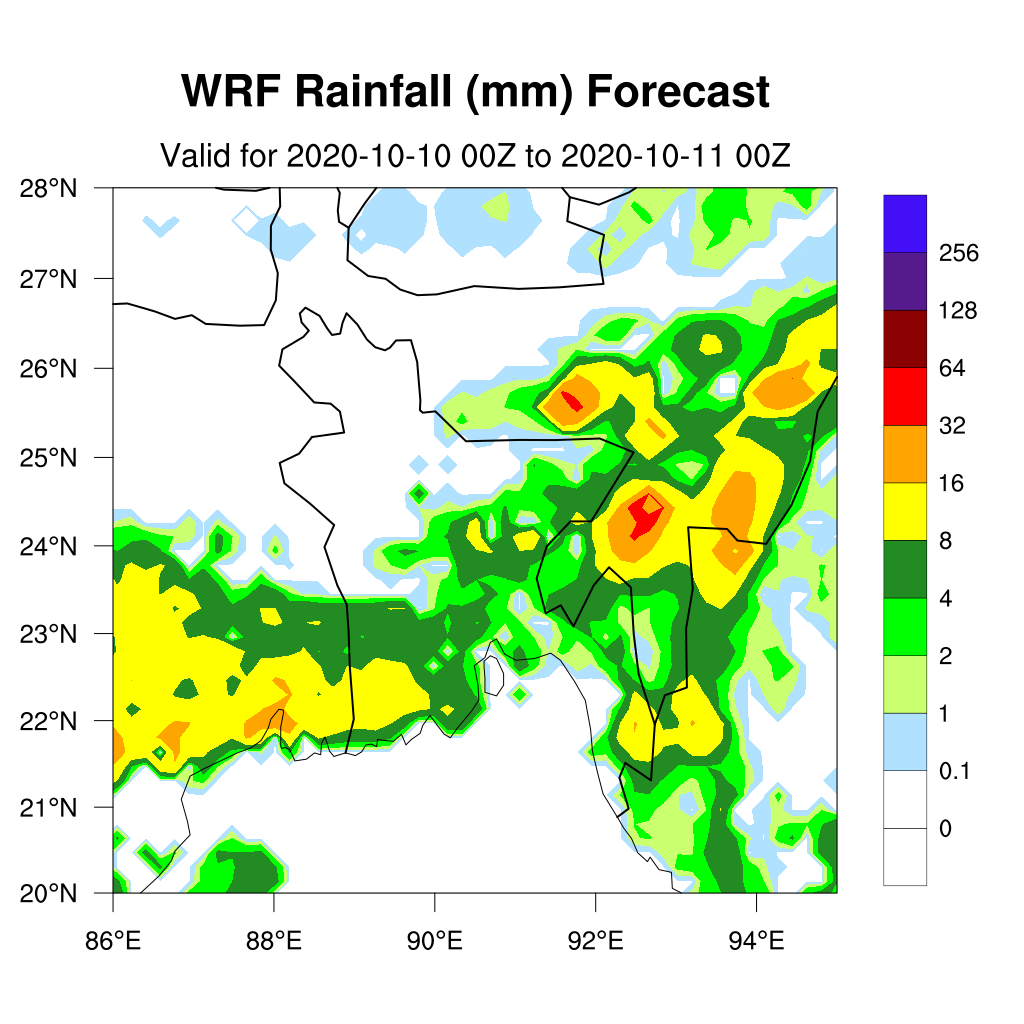 WRF Rainfall (mm) Forecast
Valid for 2020-10-10 00Z to 2020-10-11 00Z
28°N
27°N
26°N
25°N
24°N
23°N
22°N
21°N
20°N
86°E 88°E 90°E 92°E 94°E
256
128
64
32
16
8
4
2
1
0.1
0